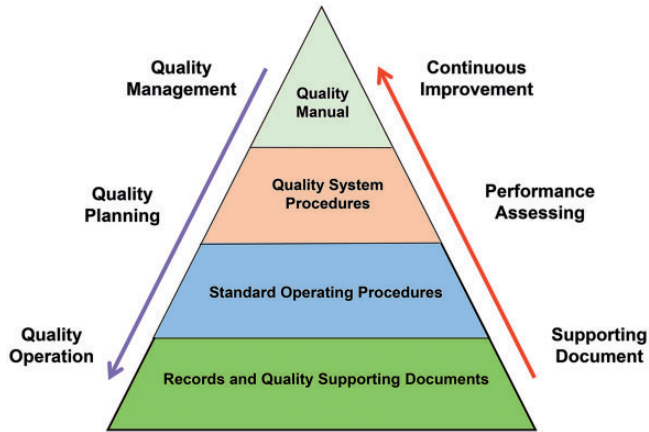 Quality
Management
Continuous
Improvement
Quality
Manual
Quality
Planning
Quality System
Procedures
Performance
Assessing
Standard Operating Procedures
Quality
Operation
Supporting
Document
Records and Quality Supporting Documents